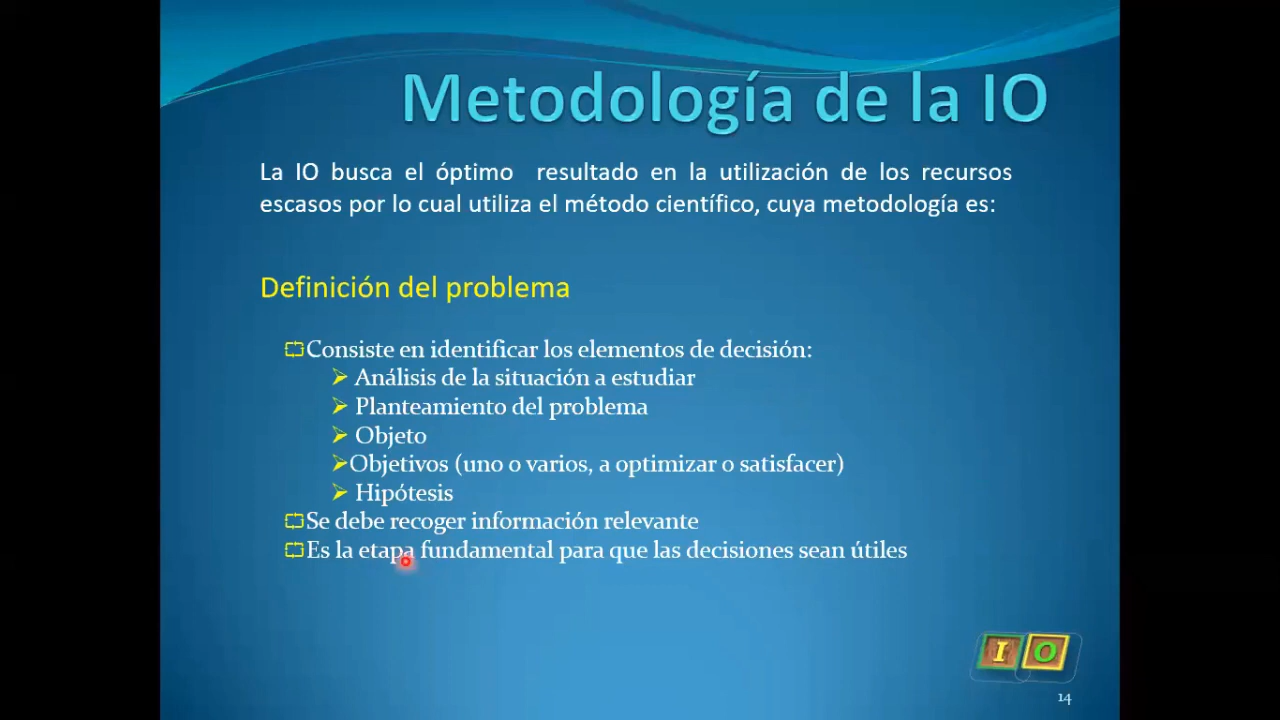 Metodología de la IO
La IO busca el óptimo resultado en la utilización de los recursos
escasos por lo cual utiliza el método científico, cuya metodología es:
Definición del problema
Consiste en identificar los elementos de decisión:
Análisis de la situación a estudiar
Planteamiento del problema
Objeto
Objetivos (uno o varios, a optimizar o satisfacer)
Hipótesis
Se debe recoger información relevante
Es la etapa fundamental para que las decisiones sean útiles
I O
14